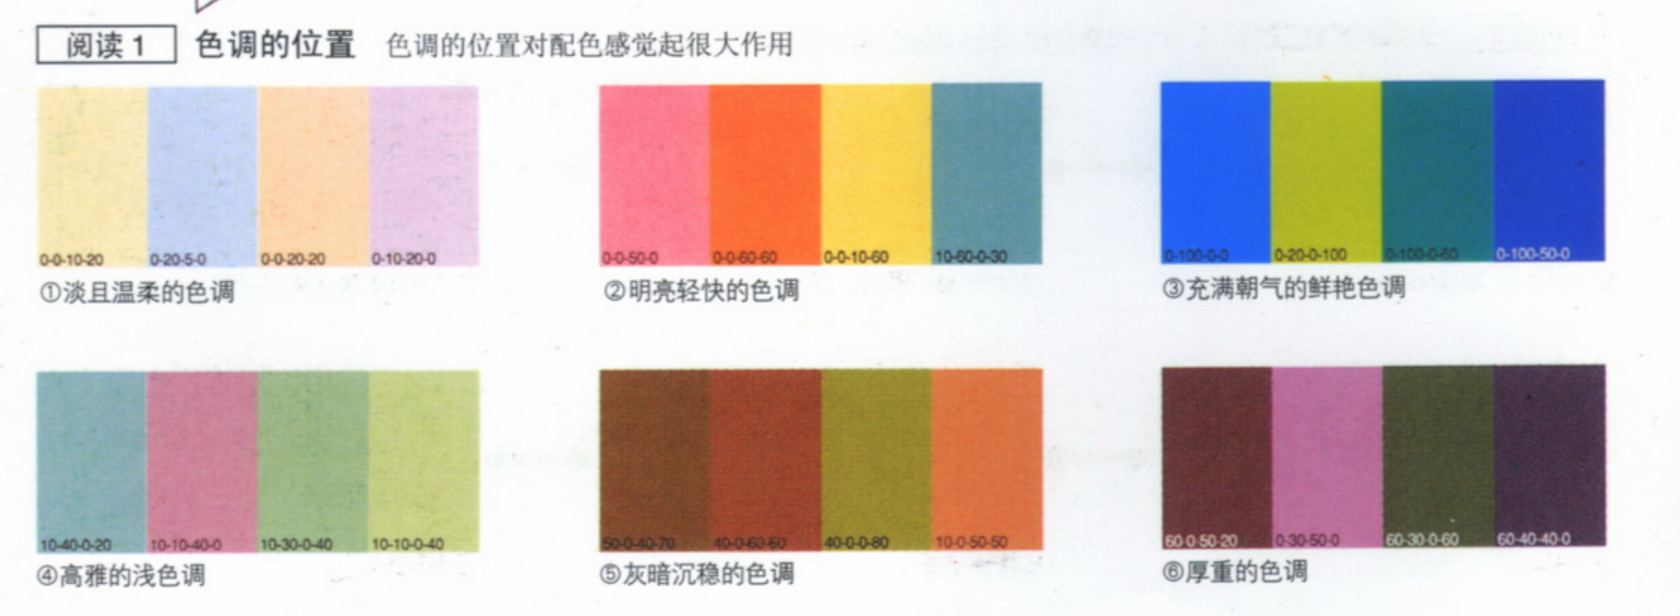 阅读 1 色调的位置 色调的位置对配色感觉起很大作用
0-0-10-20 0-20-5-0 0-0-20-20 0-10-20-0
①淡且温柔的色调
0-0-50-0 0-0-60-60 0-0-10-60 10-60-0-30
②明亮轻快的色调
0-100-0-0 0-20-0-100 0-100-0-60 0-100-50-0
③充满朝气的鲜艳色调
10-40-0-20 10-10-40-0 10-30-0-40 10-10-0-40
④高雅的浅色调
50-0-40-70 40-0-60-60 40-0-0-80 10-0-50-50
⑤灰暗沉稳的色调
60-0-50-20 0-30-50-0 60-30-0-60 60-40-40-0
⑥厚重的色调